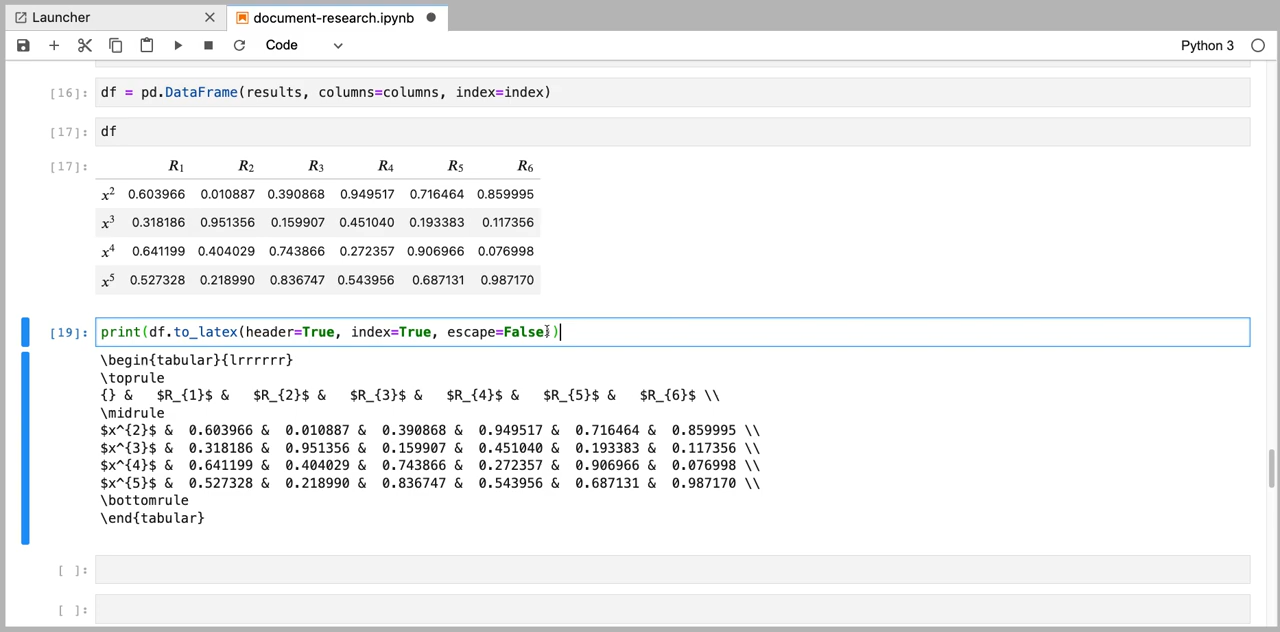 Launcher
document-research.ipynb
Code
Python 3
[16]: df = pd.DataFrame(results, columns=columns, index=index)
[17]: df
[17]: R₁ R₂ R₃ R₄ R₅ R₆
x² 0.603966 0.010887 0.390868 0.949517 0.716464 0.859995
x³ 0.318186 0.951356 0.159907 0.451040 0.193383 0.117356
x⁴ 0.641199 0.404029 0.743866 0.272357 0.906966 0.076998
x⁵ 0.527328 0.218990 0.836747 0.543956 0.687131 0.987170
[19]: print(df.to_latex(header=True, index=True, escape=False))
\begin{tabular}{lrrrrrr}
\toprule
{} &   $R_{1}$ &   $R_{2}$ &   $R_{3}$ &   $R_{4}$ &   $R_{5}$ &   $R_{6}$ \\
\midrule
$x^{2}$ &  0.603966 &  0.010887 &  0.390868 &  0.949517 &  0.716464 &  0.859995 \\
$x^{3}$ &  0.318186 &  0.951356 &  0.159907 &  0.451040 &  0.193383 &  0.117356 \\
$x^{4}$ &  0.641199 &  0.404029 &  0.743866 &  0.272357 &  0.906966 &  0.076998 \\
$x^{5}$ &  0.527328 &  0.218990 &  0.836747 &  0.543956 &  0.687131 &  0.987170 \\
\bottomrule
\end{tabular}
[ ]:
[ ]: